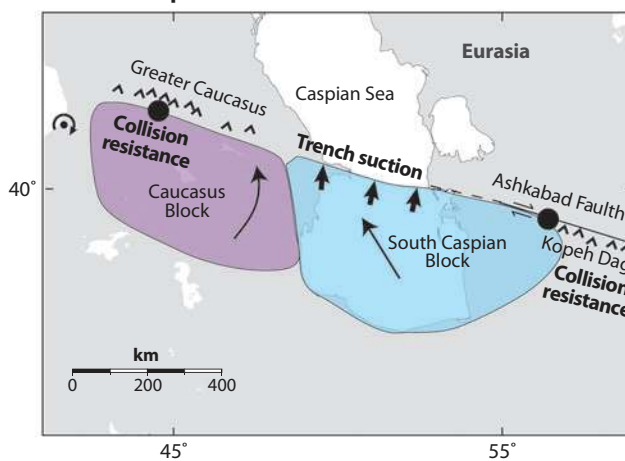 Eurasia
Greater Caucasus
Caspian Sea
Collision
resistance
Trench suction
40°
Ashkabad Faulth
Caucasus
Block
South Caspian
Block
Kopeh Dag
Collision
resistance
km
0 200 400
45°
55°